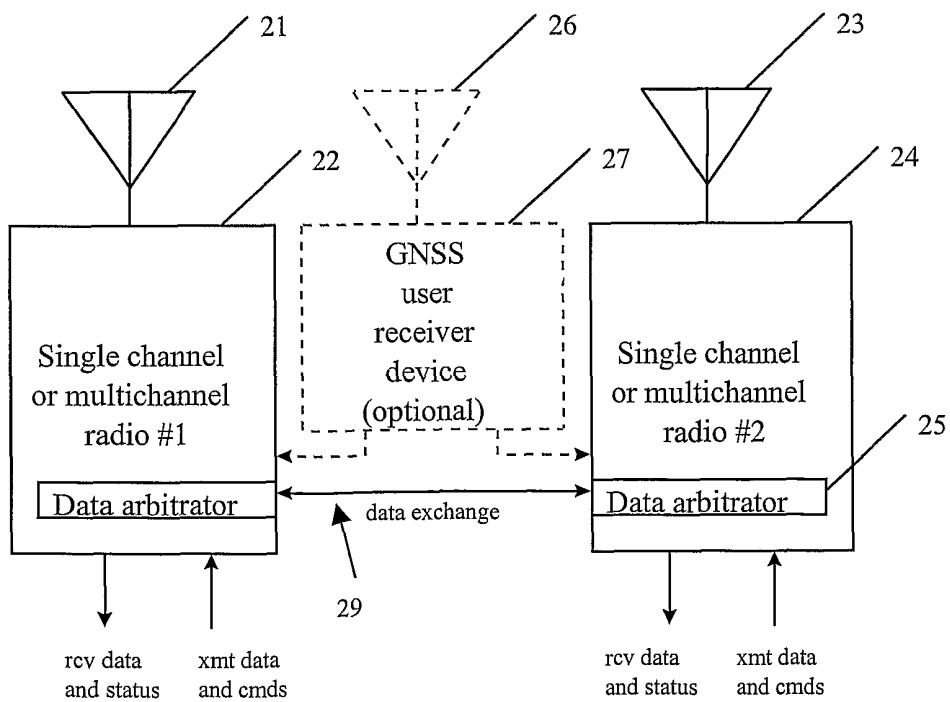 21
26
23
22
27
24
GNSS
user
receiver
device
(optional)
Single channel
or multichannel
radio #1
Single channel
or multichannel
radio #2
25
Data arbitrator
data exchange
Data arbitrator
29
rcv data
and status
xmt data
and cmds
rcv data
and status
xmt data
and cmds